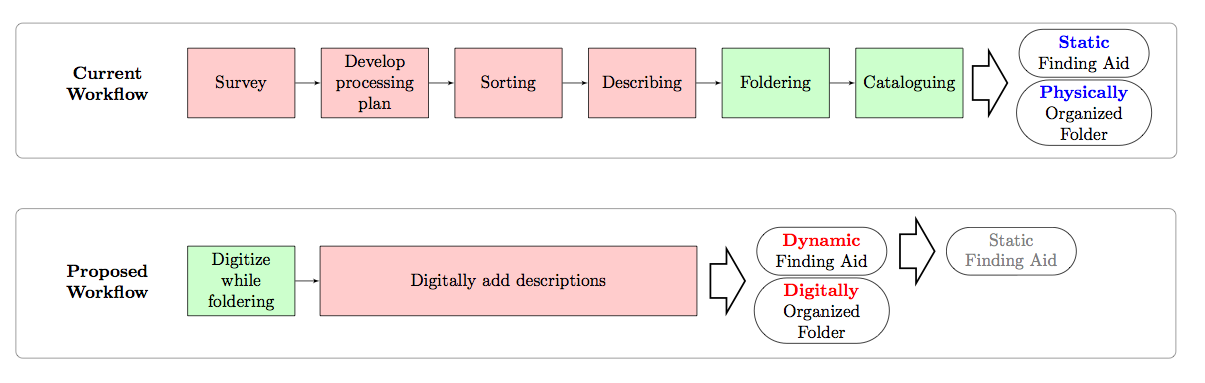 Current
Workflow
Survey
Develop
processing
plan
Sorting
Describing
Foldering
Cataloguing
Static
Finding Aid
Physically
Organized
Folder
Proposed
Workflow
Digitize
while
foldering
Digitally add descriptions
Dynamic
Finding Aid
Digitally
Organized
Folder
Static
Finding Aid